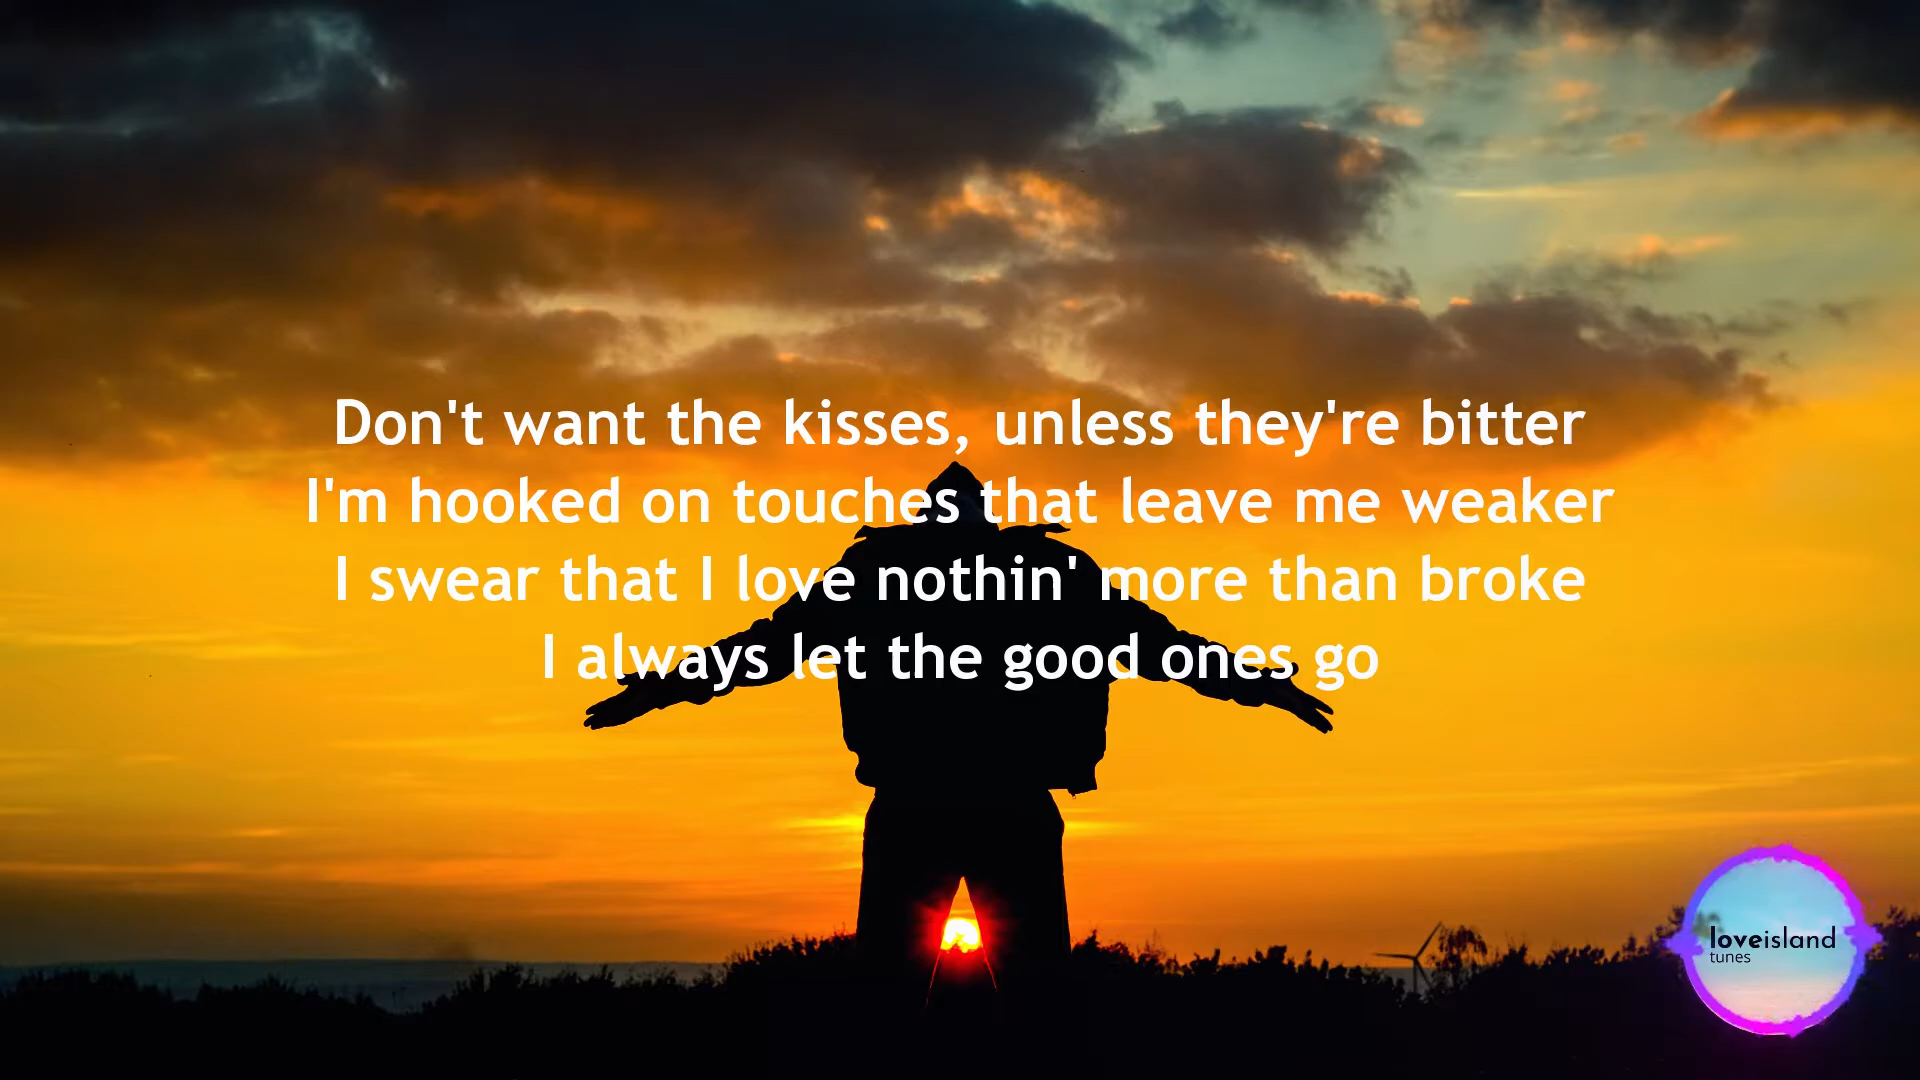 Don't want the kisses, unless they're bitter
I'm hooked on touches that leave me weaker
I swear that I love nothin' more than broke
I always let the good ones go
loveisland
tunes